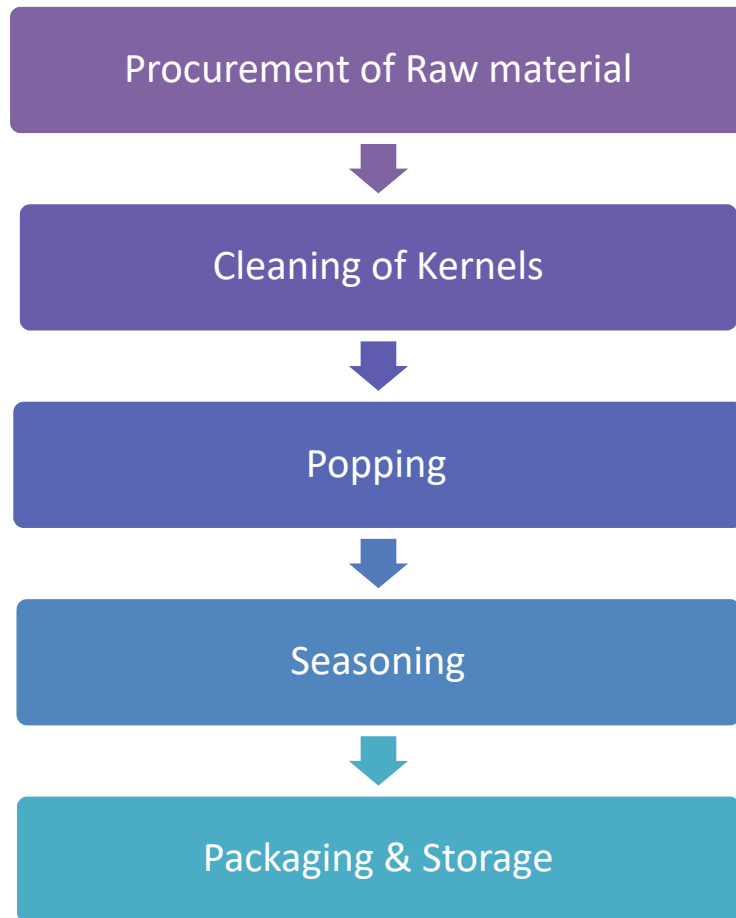 Procurement of Raw material
Cleaning of Kernels
Popping
Seasoning
Packaging & Storage